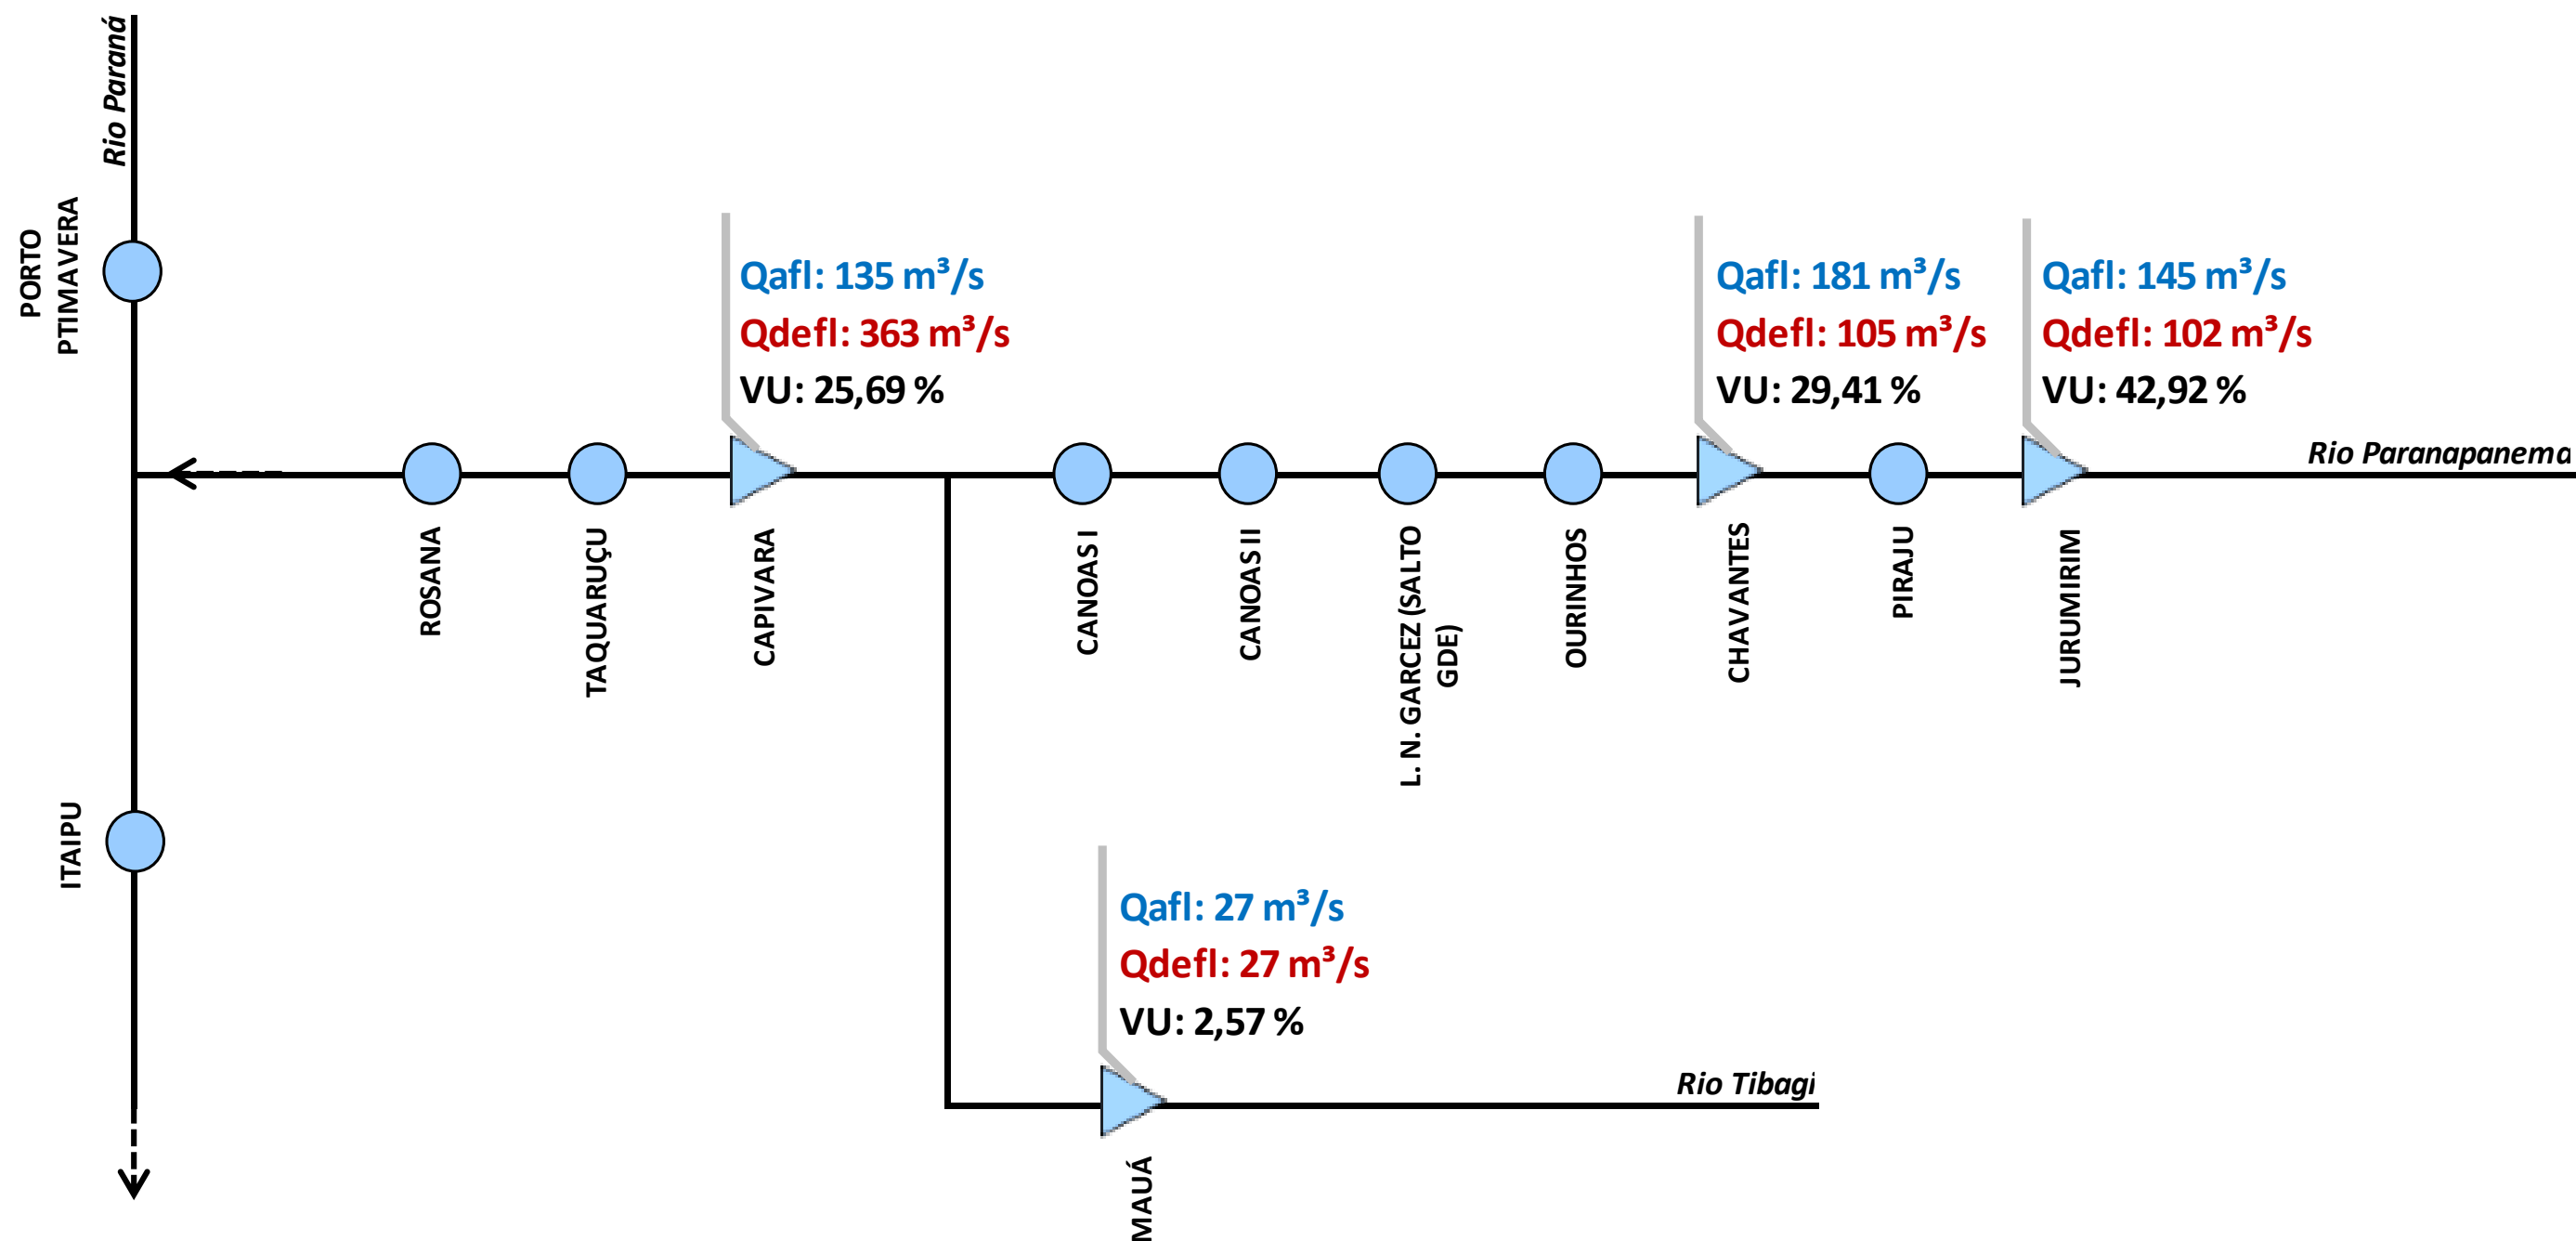 Rio Paraná
PORTO
PTIMAVERA
Qafl: 135 m³/s
Qdefl: 363 m³/s
VU: 25,69 %
Qafl: 181 m³/s
Qdefl: 105 m³/s
VU: 29,41 %
Qafl: 145 m³/s
Qdefl: 102 m³/s
VU: 42,92 %
Rio Paranapanema
ROSANA
TAQUARUÇU
CAPIVARA
CANOAS I
CANOAS II
L. N. GARCEZ (SALTO
GDE)
OURINHOS
CHAVANTES
PIRAJU
JURUMIRIM
ITAIPU
Qafl: 27 m³/s
Qdefl: 27 m³/s
VU: 2,57 %
Rio Tibagi
MAUÁ